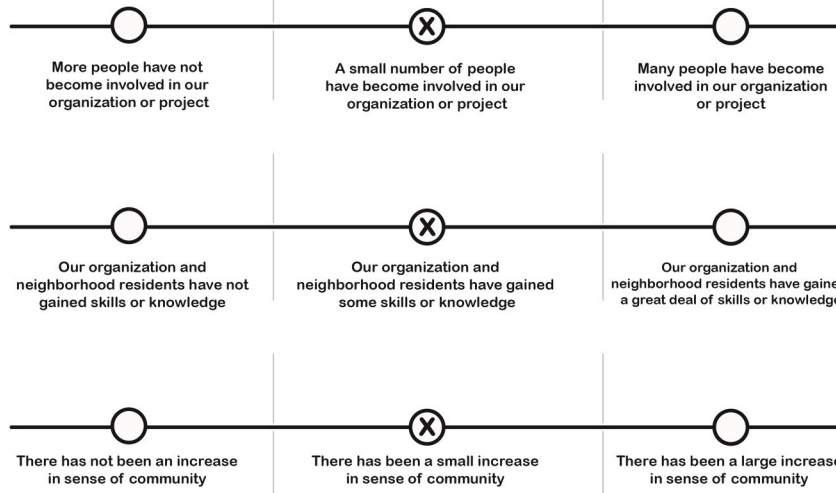 X
More people have not
become involved in our
organization or project
A small number of people
have become involved in our
organization or project
Many people have become
involved in our organization
or project
X
Our organization and
neighborhood residents have not
gained skills or knowledge
Our organization and
neighborhood residents have gained
some skills or knowledge
Our organization and
neighborhood residents have gaine
a great deal of skills or knowledge
X
There has not been an increase
in sense of community
There has been a small increase
in sense of community
There has been a large increase
in sense of community